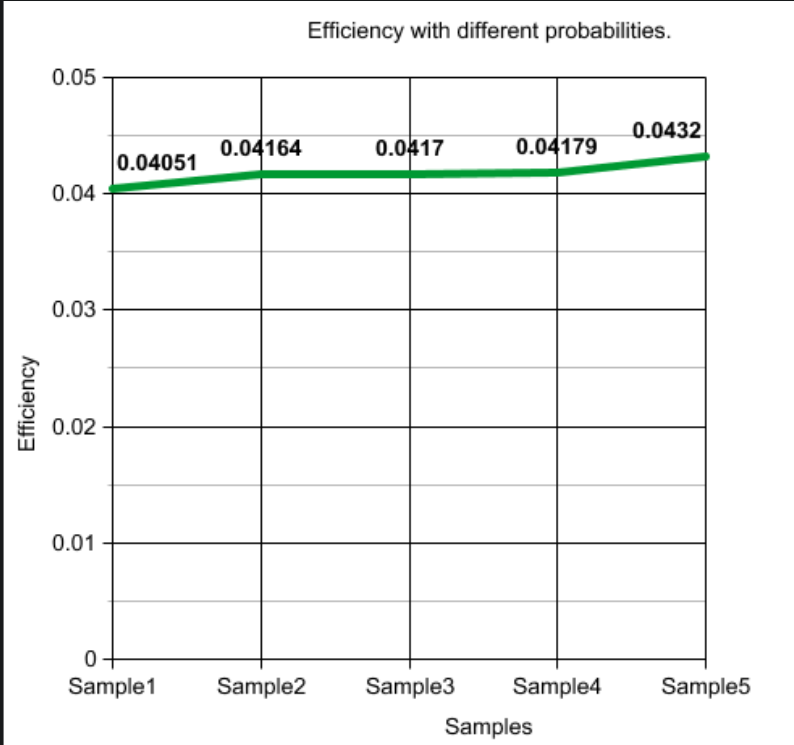 Efficiency with different probabilities.
0.05
0.0432
0.04051
0.04164
0.0417
0.04179
0.04
0.03
Efficiency
0.02
0.01
0
Sample1 Sample2 Sample3 Sample4 Sample5
Samples